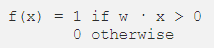 f(x) = 1 if w · x > 0
0 otherwise